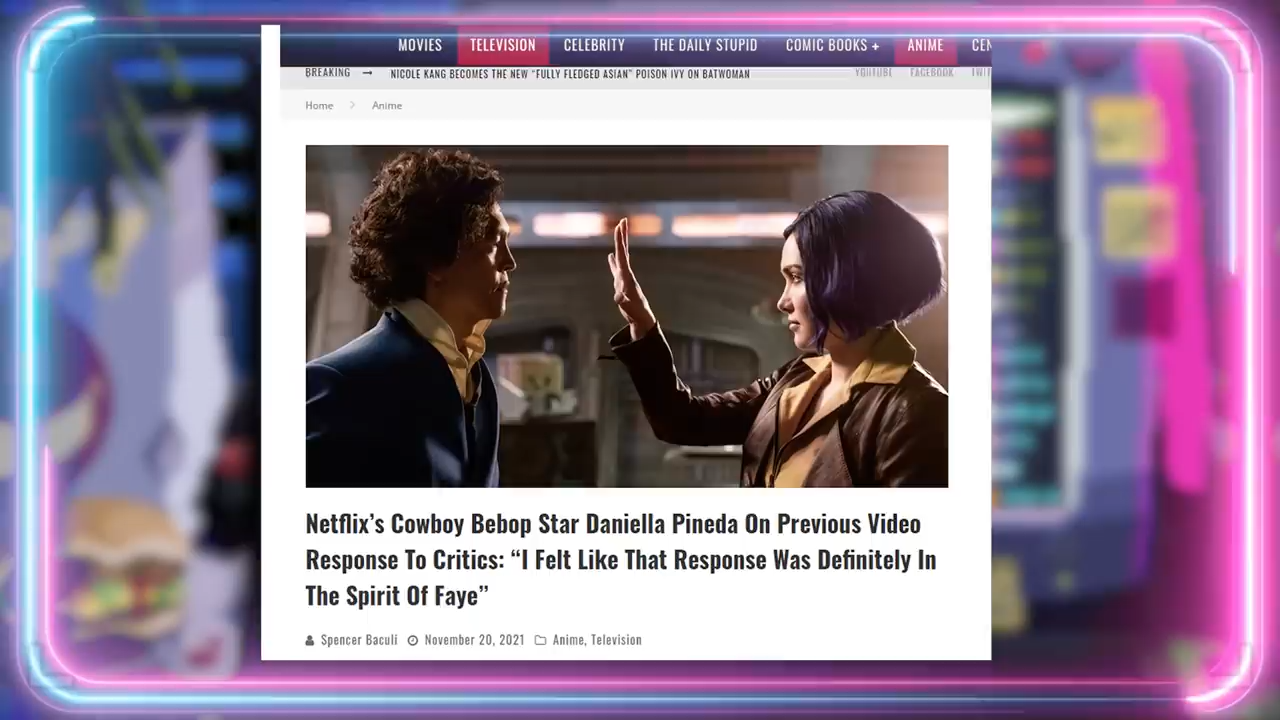 MOVIES TELEVISION CELEBRITY THE DAILY STUPID COMIC BOOKS + ANIME CEN
BREAKING → NICOLE KANG BECOMES THE NEW “FULLY FLEDGED ASIAN” POISON IVY ON BATWOMAN YOUTUBE FACEBOOK TWIT
Home > Anime
Netflix’s Cowboy Bebop Star Daniella Pineda On Previous Video
Response To Critics: “I Felt Like That Response Was Definitely In
The Spirit Of Faye”
Spencer Baculi November 20, 2021 Anime, Television